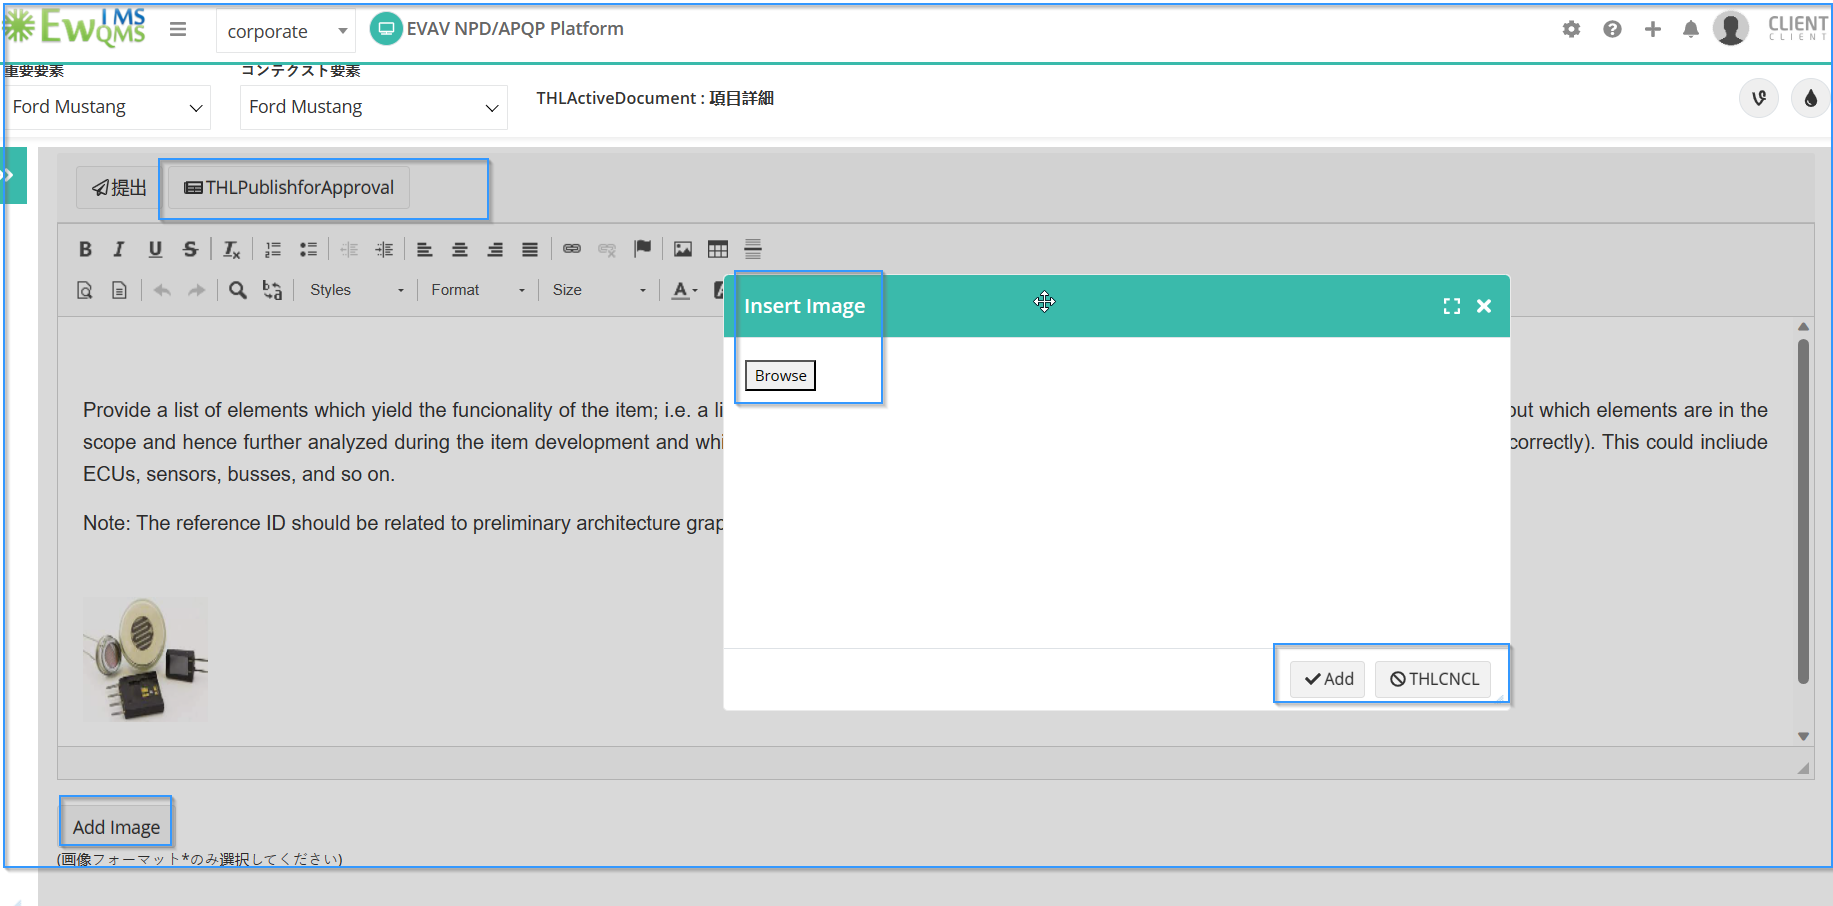 EwQMS IMS
corporate
EVAV NPD/APQP Platform
CLIENT
CLIENT
重要要素
コンテクスト要素
Ford Mustang
Ford Mustang
THLActiveDocument : 項目詳細
提出
THLPublishforApproval
Styles
Format
Size
Insert Image
Browse
Provide a list of elements which yield the funcionality of the item; i.e. a li
out which elements are in the
scope and hence further analyzed during the item development and whi
correctly). This could incliude
ECUs, sensors, busses, and so on.
Note: The reference ID should be related to preliminary architecture grap
Add
THLCNCL
Add Image
(画像フォーマット*のみ選択してください)